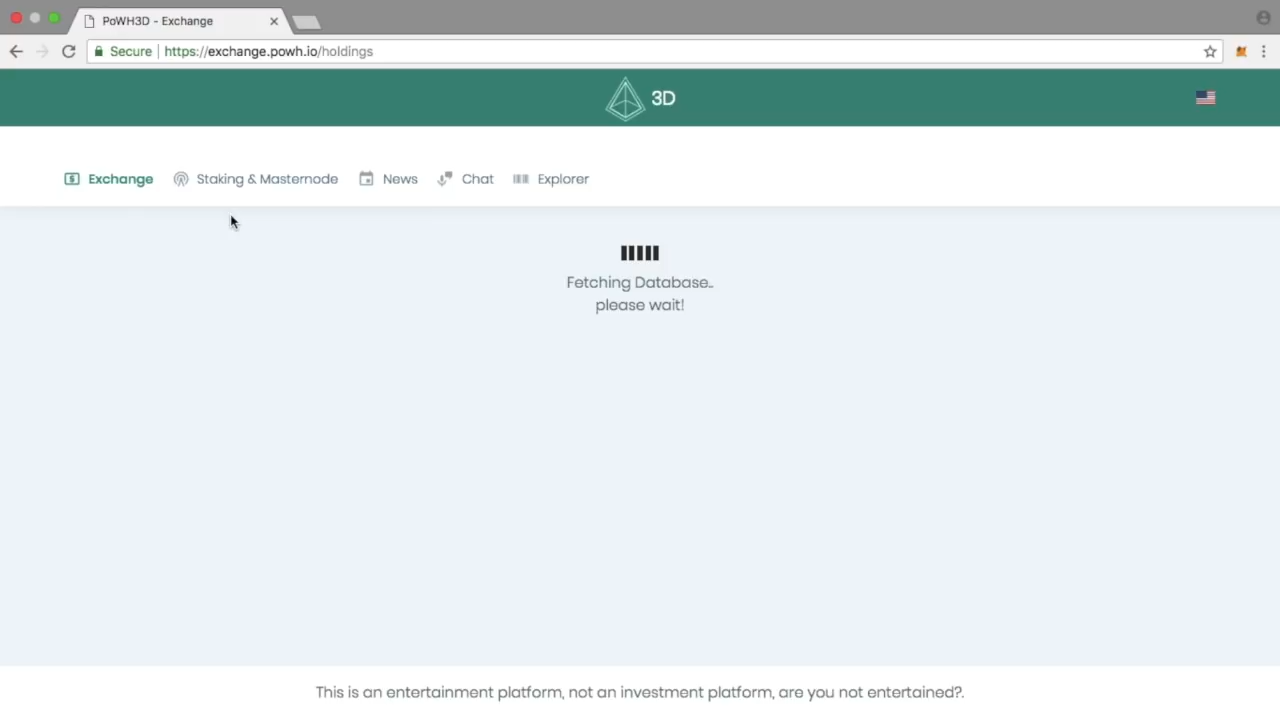 PoWH3D - Exchange
Secure https://exchange.powh.io/holdings
3D
Exchange Staking & Masternode News Chat Explorer
Fetching Database..
please wait!
This is an entertainment platform, not an investment platform, are you not entertained?.